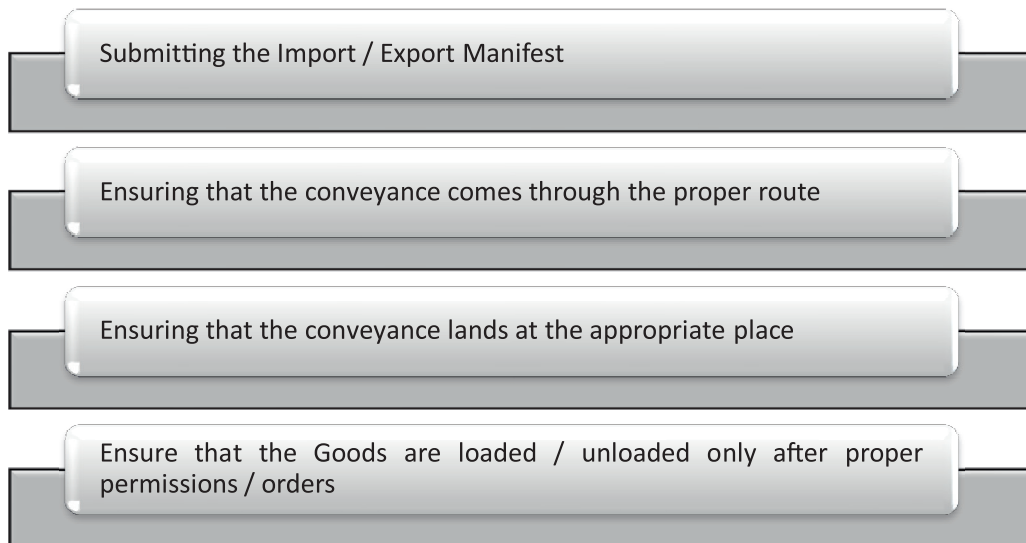 Submitting the Import / Export Manifest
Ensuring that the conveyance comes through the proper route
Ensuring that the conveyance lands at the appropriate place
Ensure that the Goods are loaded / unloaded only after proper
permissions / orders